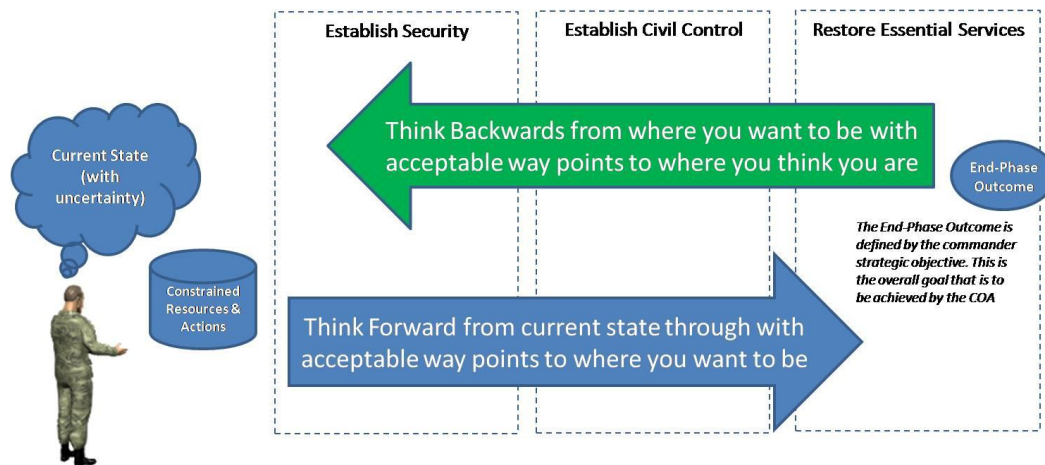 Establish Security
Establish Civil Control
Restore Essential Services
Think Backwards from where you want to be with
acceptable way points to where you think you are
Current State
(with
uncertainty)
End-Phase
Outcome
The End-Phase Outcome is
defined by the commander
strategic objective. This is
the overall goal that is to
be achieved by the COA
Constrained
Resources &
Actions
Think Forward from current state through with
acceptable way points to where you want to be